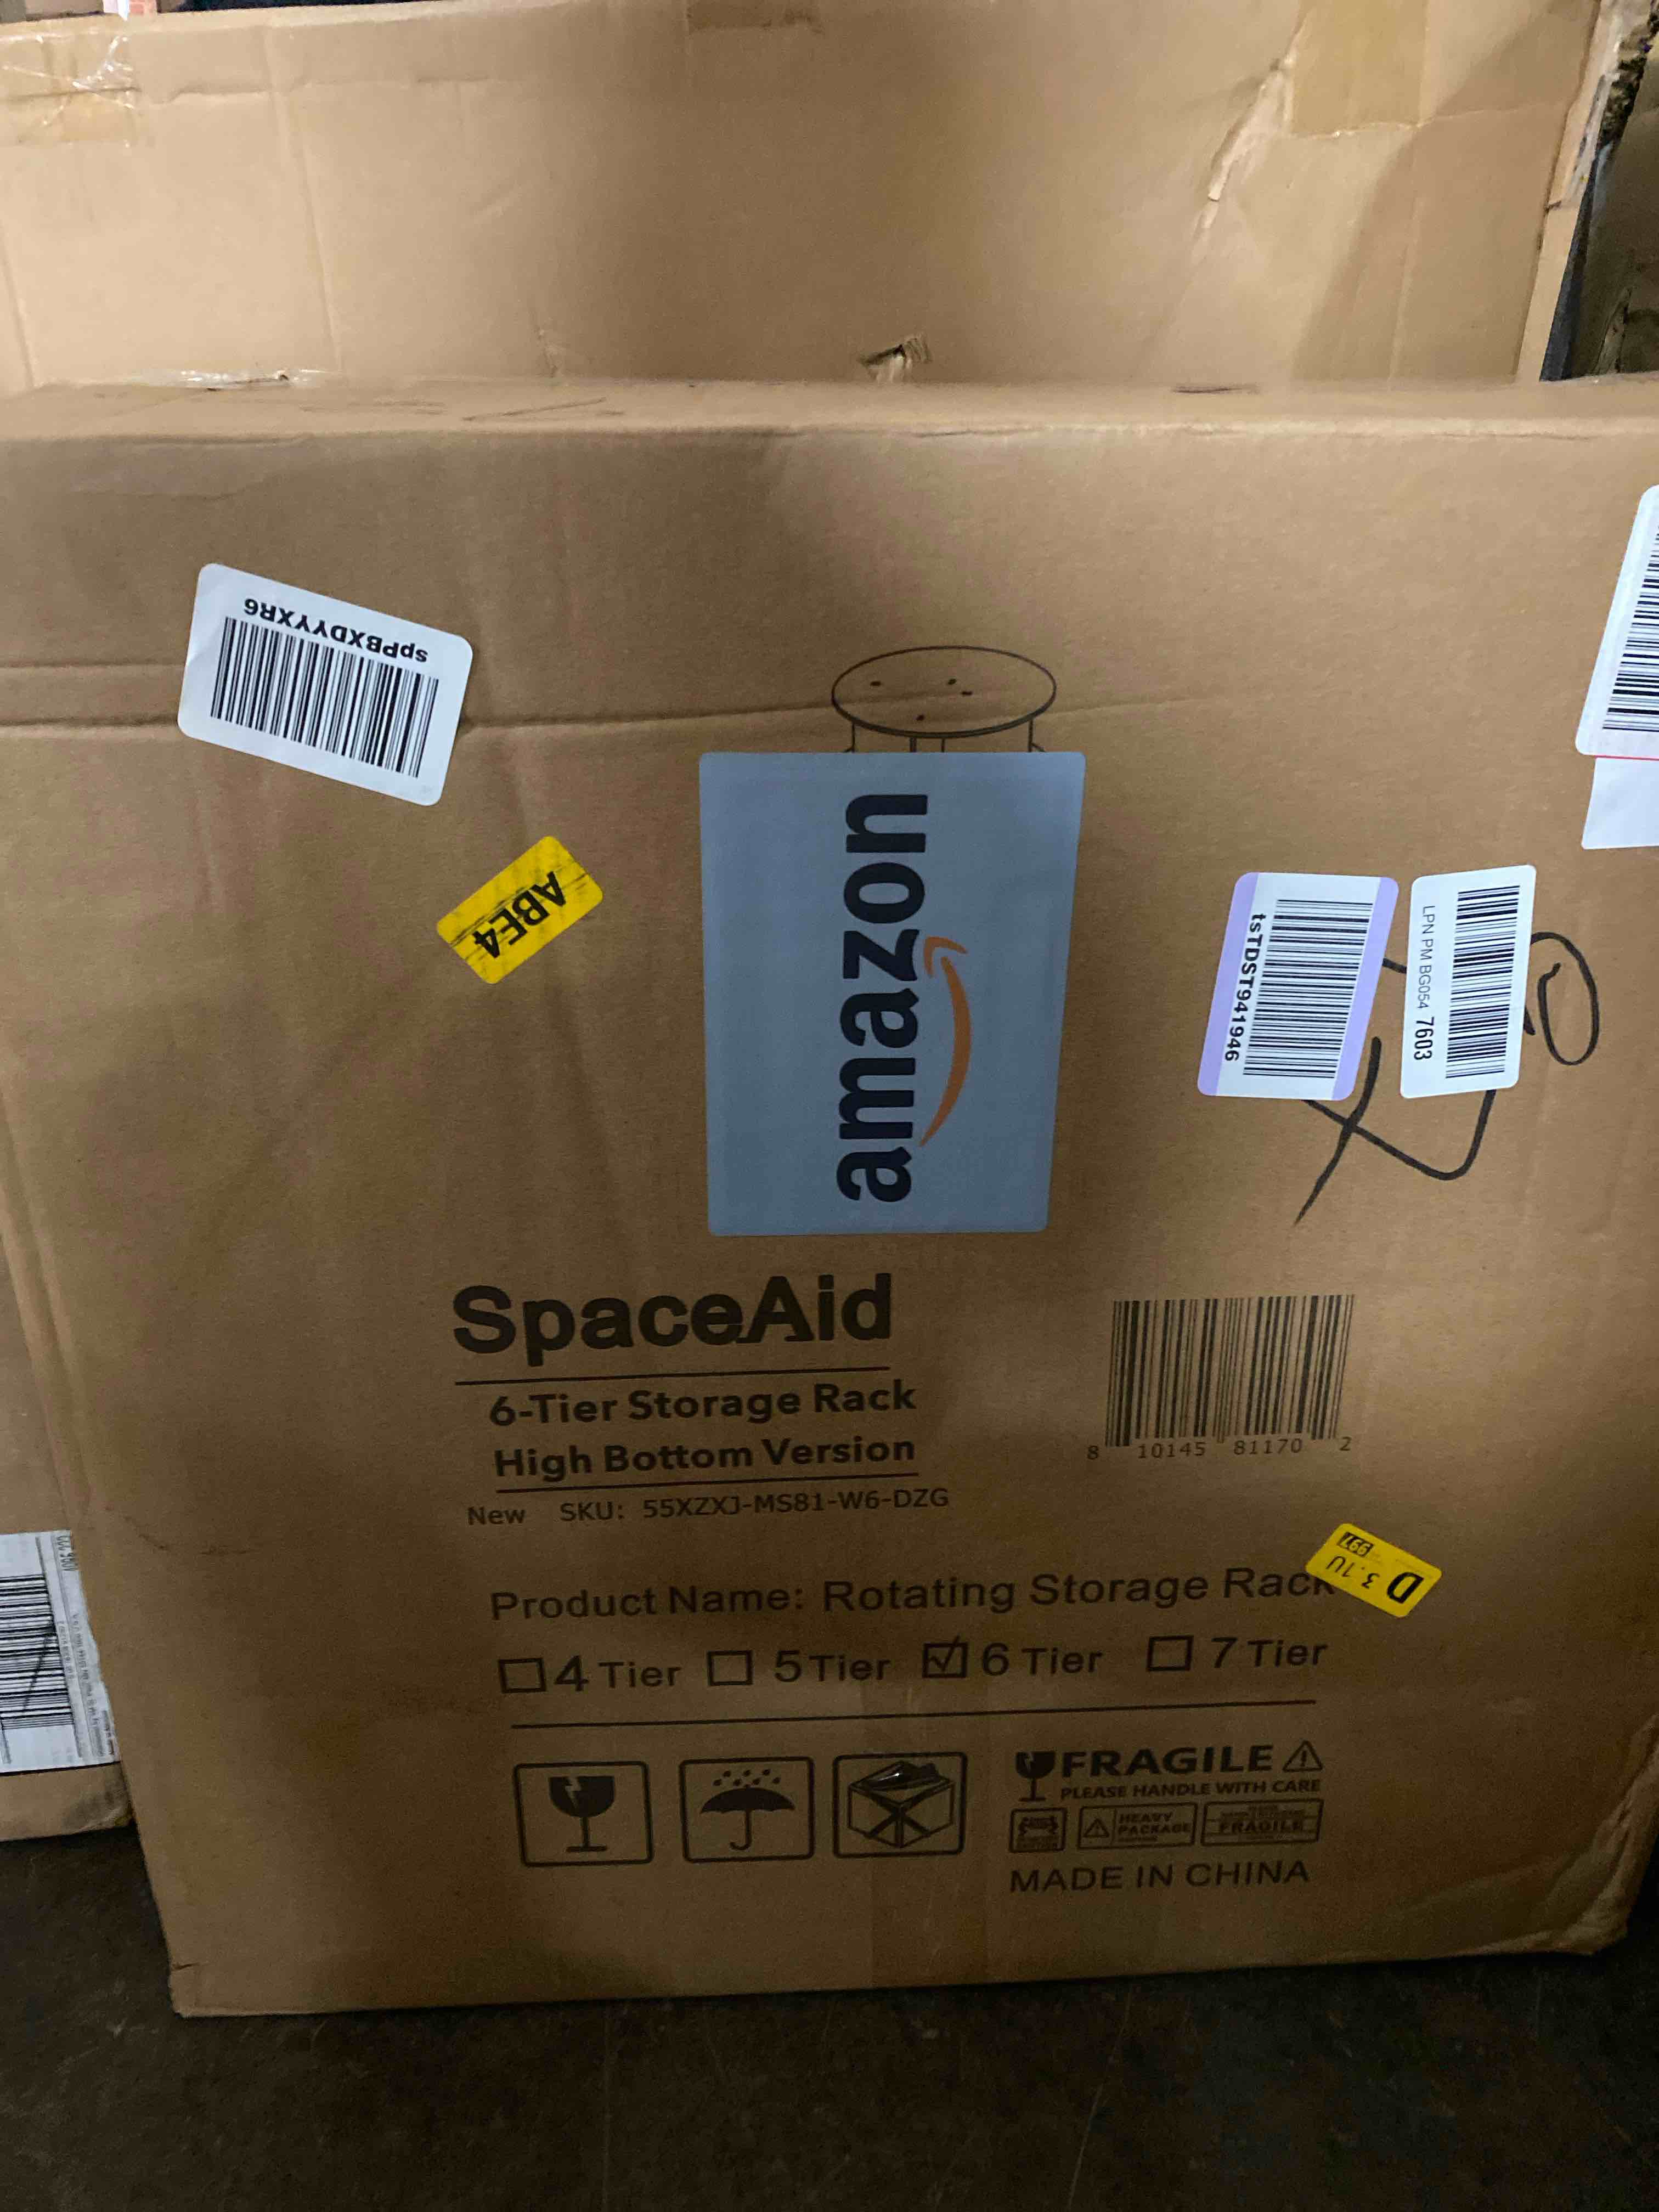 spPBXDYYXR6
ABE4
amazon
tsTDST941946
LPN PM BG054 7603
SpaceAid
6-Tier Storage Rack
High Bottom Version
New SKU: 55XZXJ-MS81-W6-DZG
8 10145 81170 2
D 3.1U
997
Product Name: Rotating Storage Rack
4 Tier 5 Tier 6 Tier 7 Tier
FRAGILE
PLEASE HANDLE WITH CARE
HEAVY
PACKAGE
FRAGILE
MADE IN CHINA